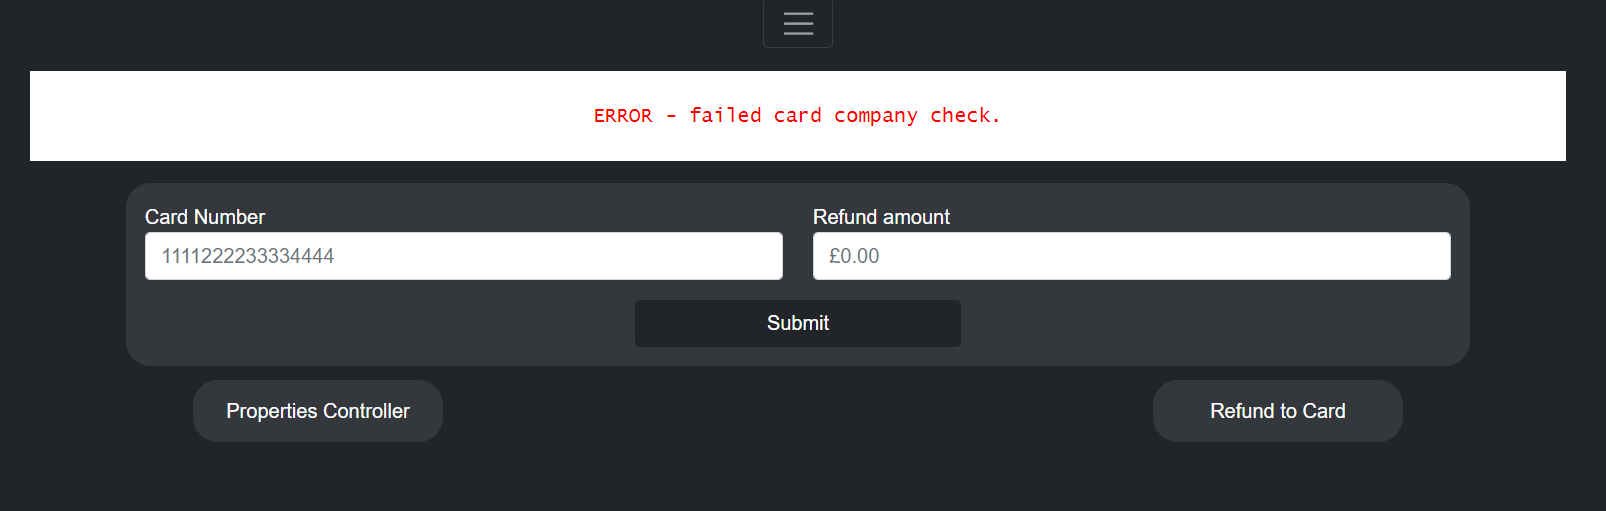 ERROR - failed card company check.
Card Number
Refund amount
1111222233334444
£0.00
Submit
Properties Controller
Refund to Card